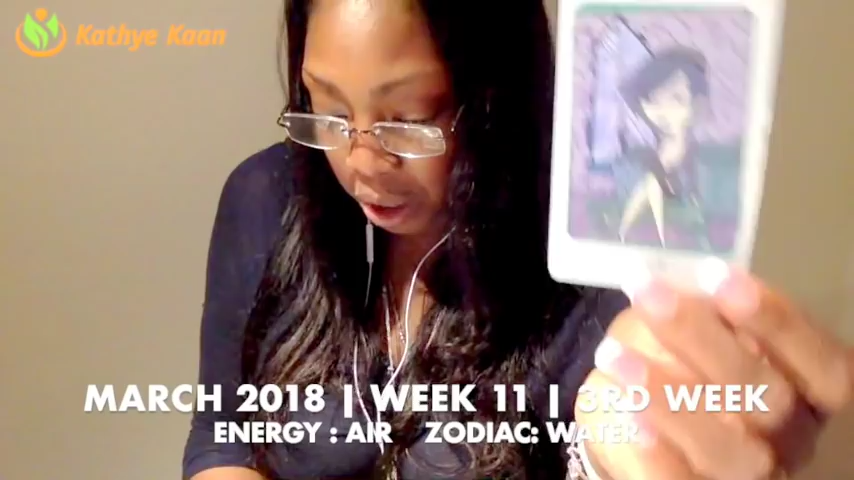 Kathye Kaan
MARCH 2018 | WEEK 11 | 3RD WEEK
ENERGY : AIR ZODIAC: WATER